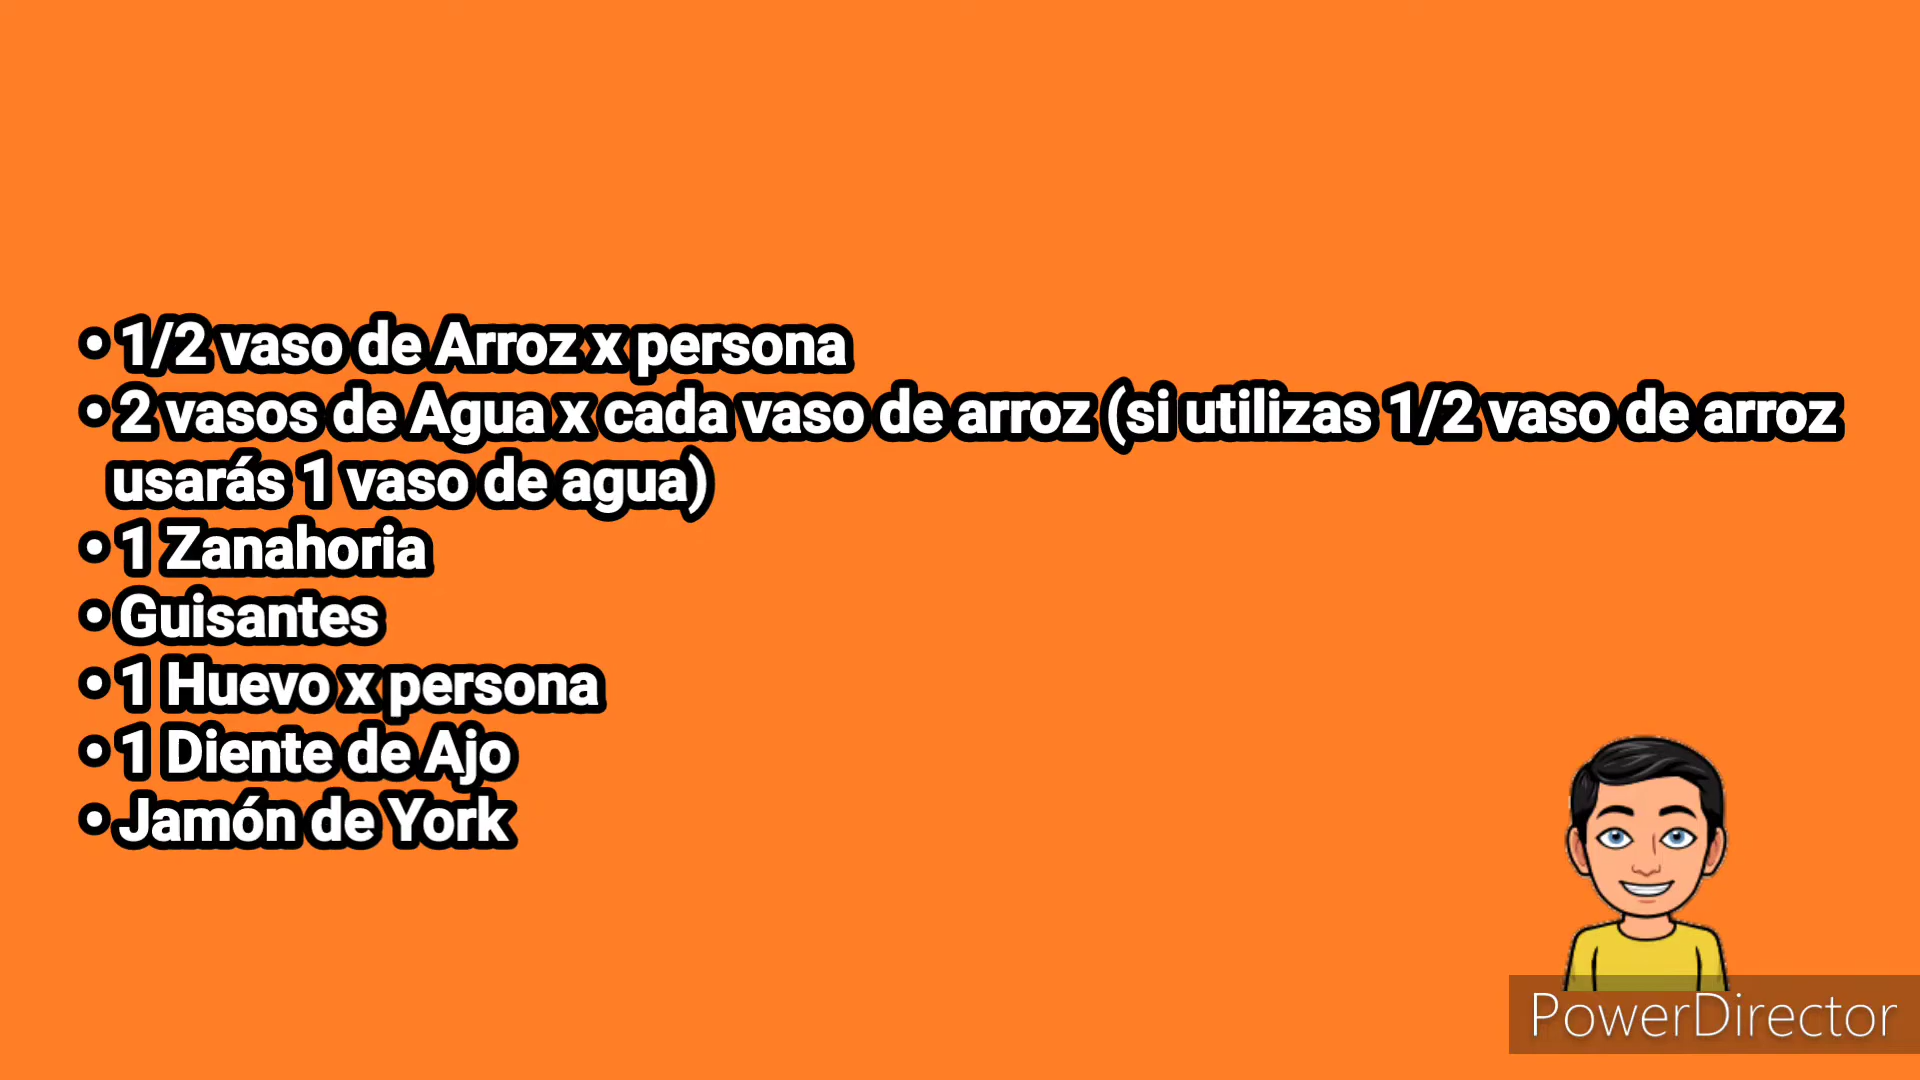 • 1/2 vaso de Arroz x persona
• 2 vasos de Agua x cada vaso de arroz (si utilizas 1/2 vaso de arroz
usarás 1 vaso de agua)
• 1 Zanahoria
• Guisantes
• 1 Huevo x persona
• 1 Diente de Ajo
• Jamón de York
PowerDirector